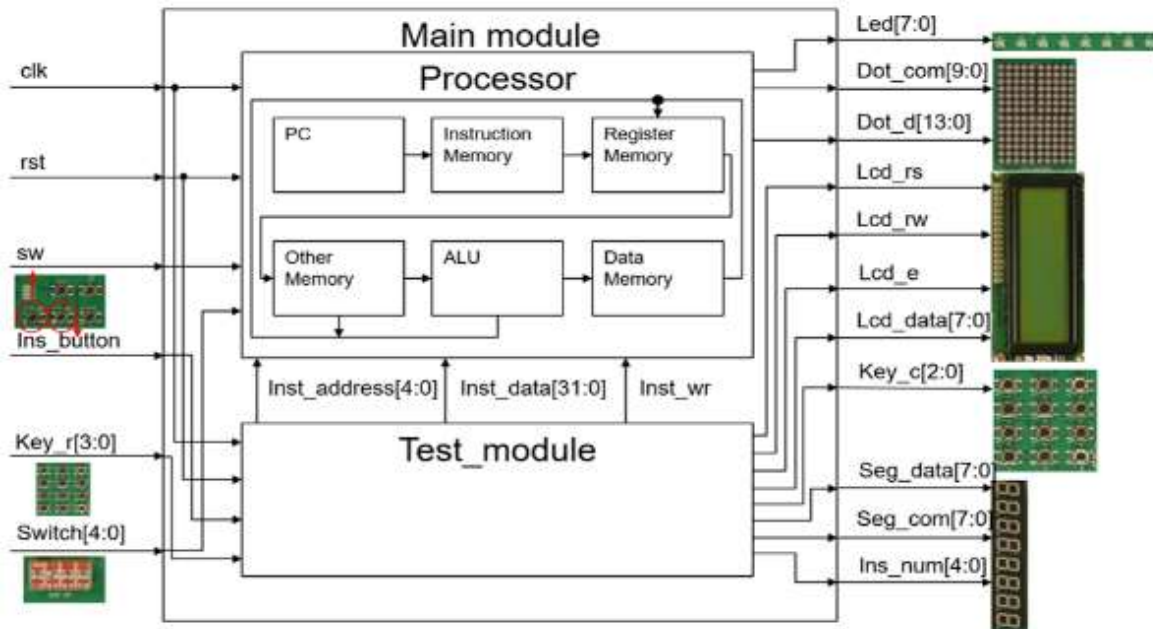 Main module
Processor
PC
Instruction
Memory
Register
Memory
Other
Memory
ALU
Data
Memory
Inst_address[4:0]
Inst_data[31:0]
Inst_wr
Test_module
clk
rst
sw
Ins_button
Key_r[3:0]
Switch[4:0]
Led[7:0]
Dot_com[9:0]
Dot_d[13:0]
Lcd_rs
Lcd_rw
Lcd_e
Lcd_data[7:0]
Key_c[2:0]
Seg_data[7:0]
Seg_com[7:0]
Ins_num[4:0]